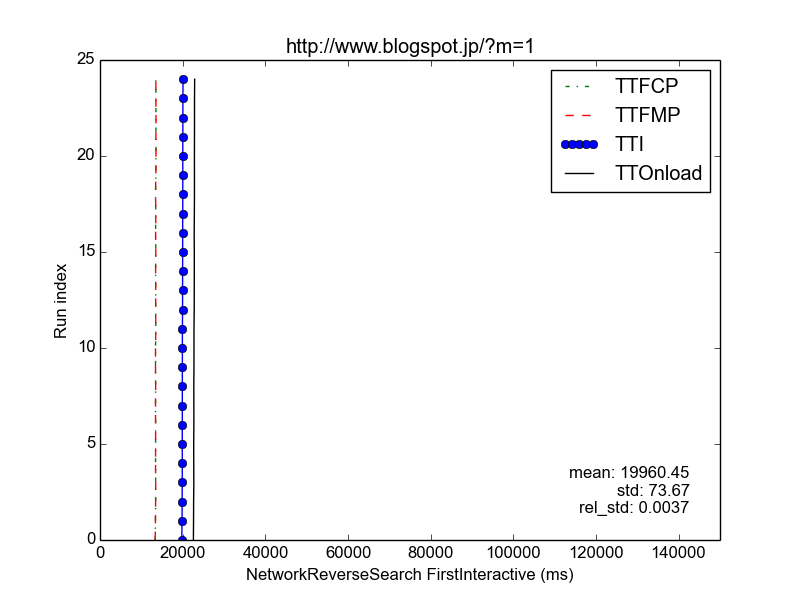 http://www.blogspot.jp/?m=1
25
20
15
10
5
0
Run index
TTFCP
TTFMP
TTI
TTOnload
mean: 19960.45
std: 73.67
rel_std: 0.0037
0 20000 40000 60000 80000 100000 120000 140000
NetworkReverseSearch FirstInteractive (ms)